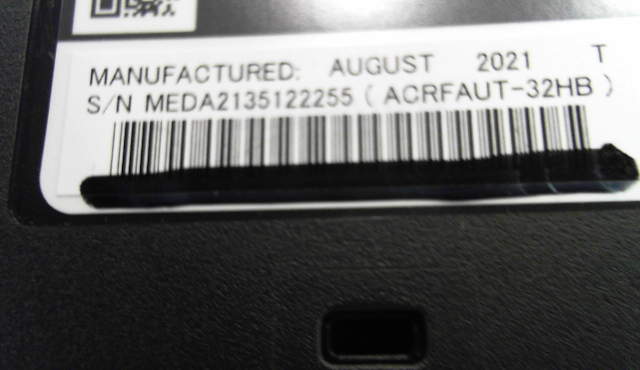 MANUFACTURED: AUGUST 2021 T
S/N MEDA2135122255 ( ACRFAUT-32HB )